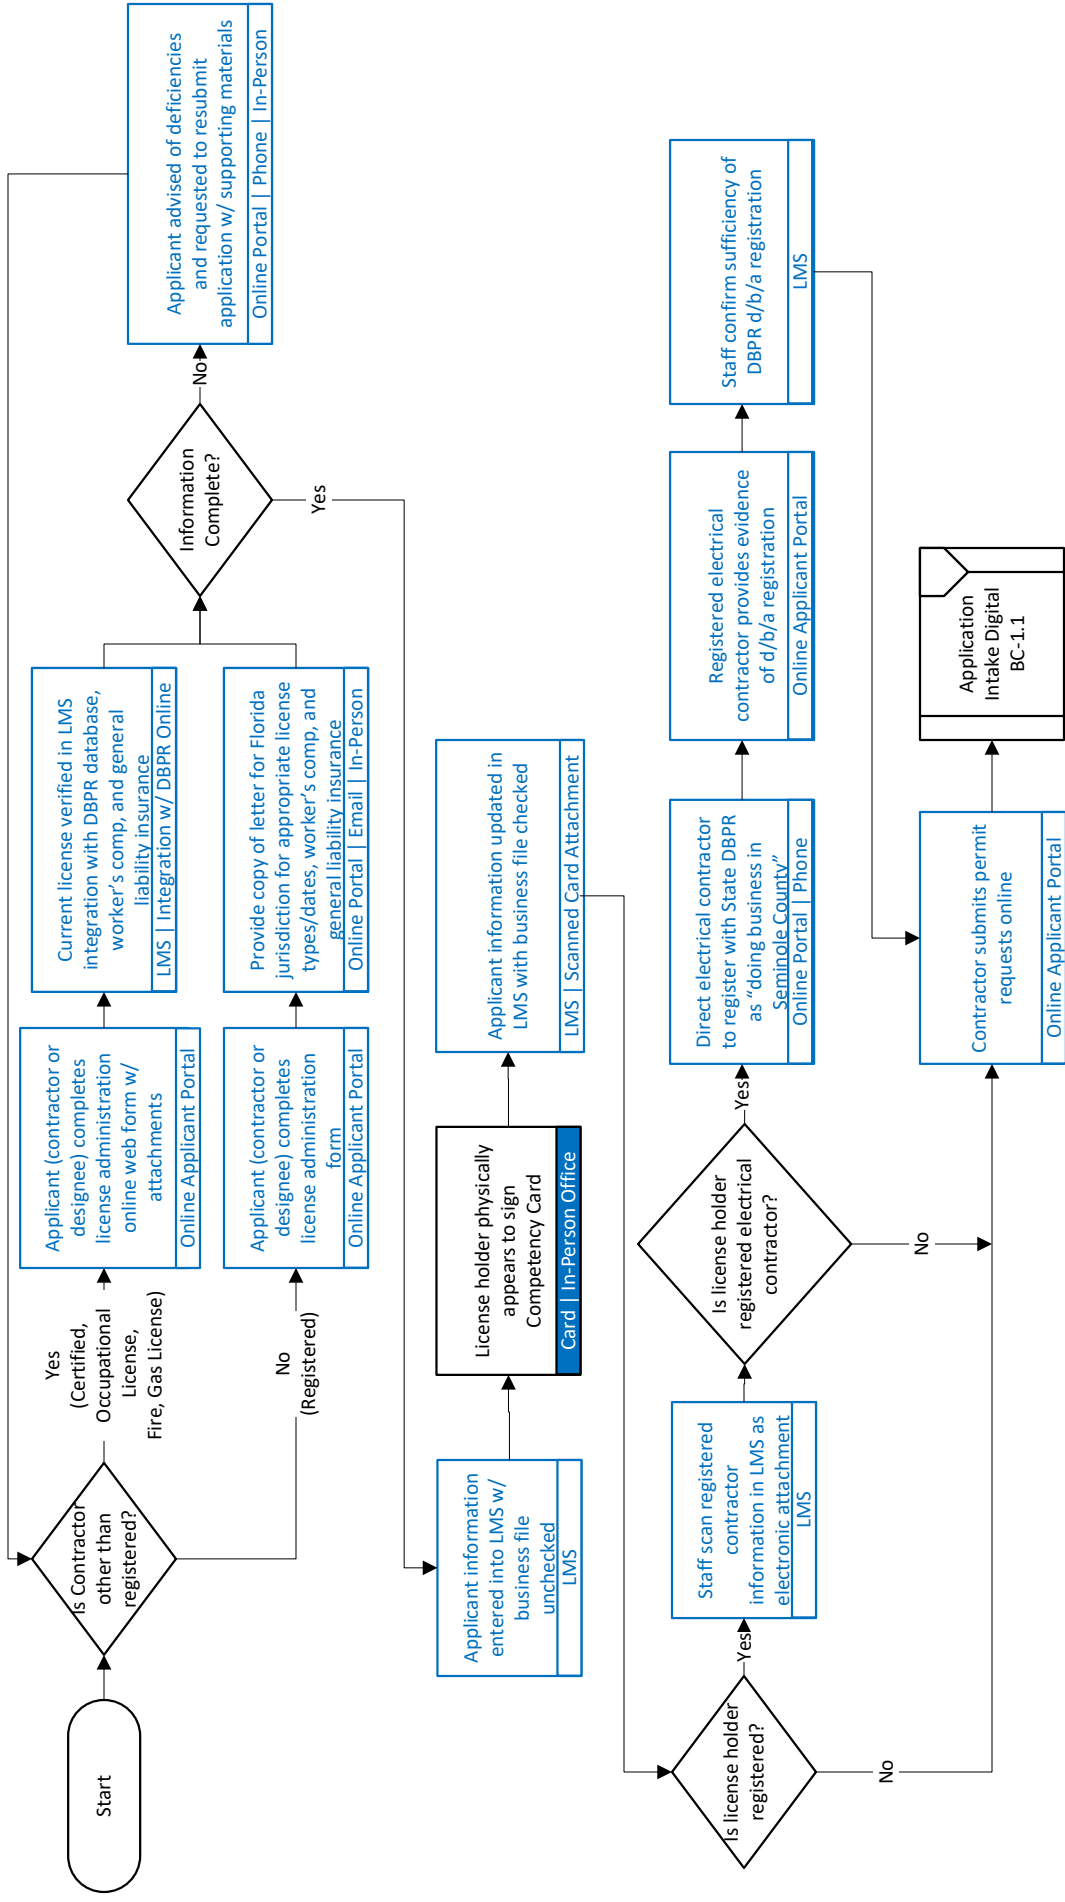 Start
Is Contractor
other than
registered?
Yes
(Certified,
Occupational
License,
Fire, Gas License)
No
(Registered)
Applicant (contractor or
designee) completes
license administration
online web form w/
attachments
Online Applicant Portal
Applicant (contractor or
designee) completes
license administration
form
Online Applicant Portal
Current license verified in LMS
integration with DBPR database,
worker’s comp, and general
liability insurance
LMS | Integration w/ DBPR Online
Provide copy of letter for Florida
jurisdiction for appropriate license
types/dates, worker’s comp, and
general liability insurance
Online Portal | Email | In-Person
Information
Complete?
No
Yes
Applicant advised of deficiencies
and requested to resubmit
application w/ supporting materials
Online Portal | Phone | In-Person
Applicant information
entered into LMS w/
business file
unchecked
LMS
License holder physically
appears to sign
Competency Card
Card | In-Person Office
Applicant information updated in
LMS with business file checked
LMS | Scanned Card Attachment
Is license holder
registered?
Yes
No
Staff scan registered
contractor
information in LMS as
electronic attachment
LMS
Is license holder
registered electrical
contractor?
Yes
No
Direct electrical contractor
to register with State DBPR
as “doing business in
Seminole County”
Online Portal | Phone
Registered electrical
contractor provides evidence
of d/b/a registration
Online Applicant Portal
Staff confirm sufficiency of
DBPR d/b/a registration
LMS
Contractor submits permit
requests online
Online Applicant Portal
Application
Intake Digital
BC-1.1